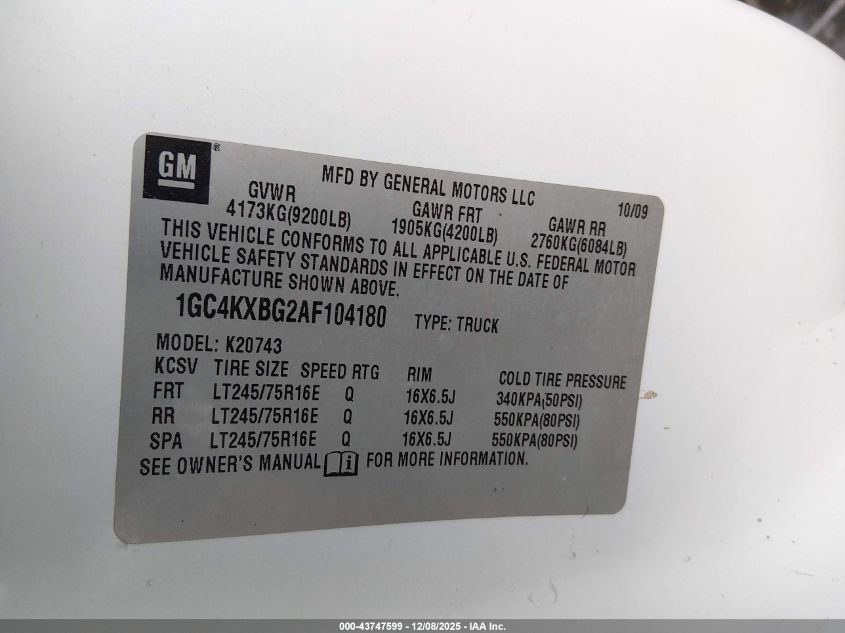 GM®
MFD BY GENERAL MOTORS LLC
10/09
GVWR GAWR FRT GAWR RR
4173KG(9200LB) 1905KG(4200LB) 2760KG(6084LB)
THIS VEHICLE CONFORMS TO ALL APPLICABLE U.S. FEDERAL MOTOR
VEHICLE SAFETY STANDARDS IN EFFECT ON THE DATE OF
MANUFACTURE SHOWN ABOVE.
1GC4KXBG2AF104180 TYPE: TRUCK
MODEL: K20743
KCSV TIRE SIZE SPEED RTG RIM COLD TIRE PRESSURE
FRT LT245/75R16E Q 16X6.5J 340KPA(50PSI)
RR LT245/75R16E Q 16X6.5J 550KPA(80PSI)
SPA LT245/75R16E Q 16X6.5J 550KPA(80PSI)
SEE OWNER'S MANUAL i FOR MORE INFORMATION.
000-43747599 - 12/08/2025 - IAA Inc.